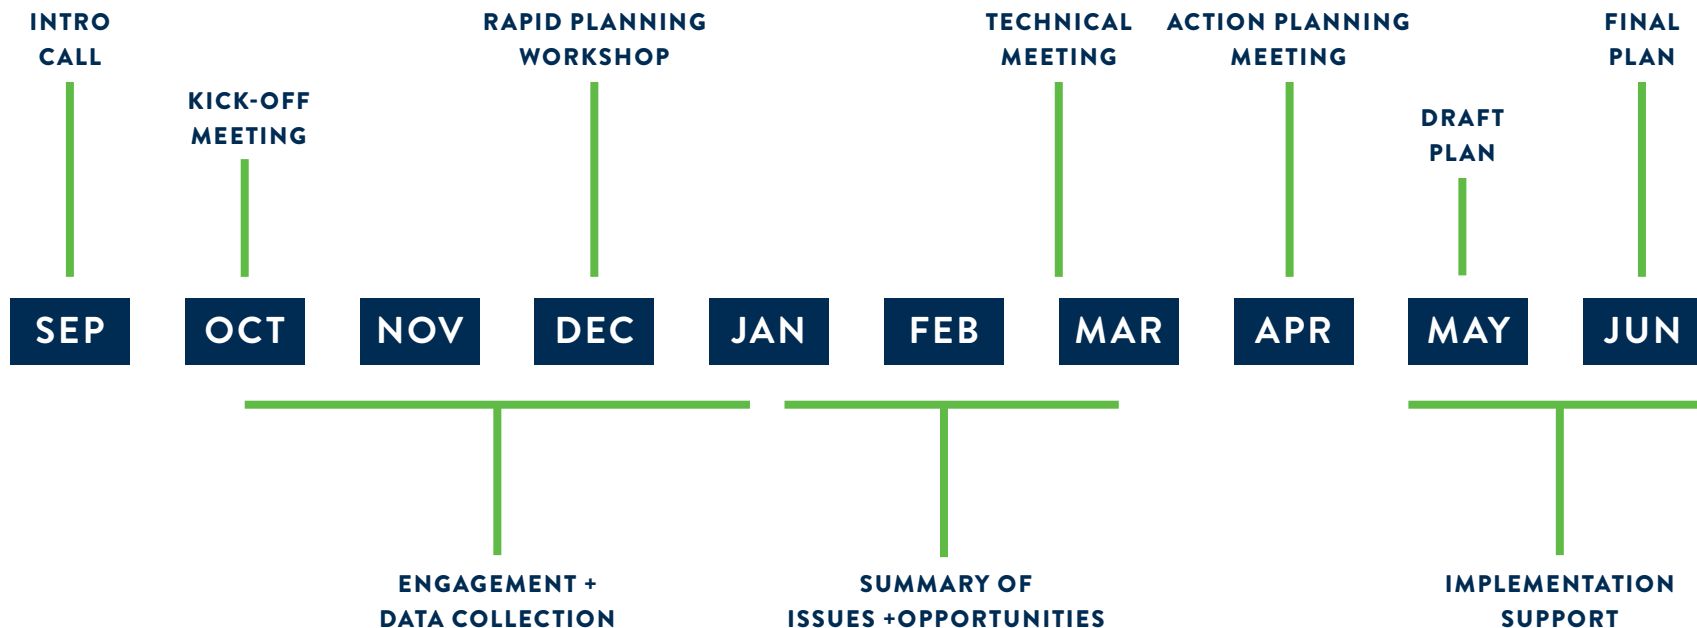 INTRO
CALL
KICK-OFF
MEETING
RAPID PLANNING
WORKSHOP
TECHNICAL
MEETING
ACTION PLANNING
MEETING
DRAFT
PLAN
FINAL
PLAN
SEP
OCT
NOV
DEC
JAN
FEB
MAR
APR
MAY
JUN
ENGAGEMENT +
DATA COLLECTION
SUMMARY OF
ISSUES +OPPORTUNITIES
IMPLEMENTATION
SUPPORT